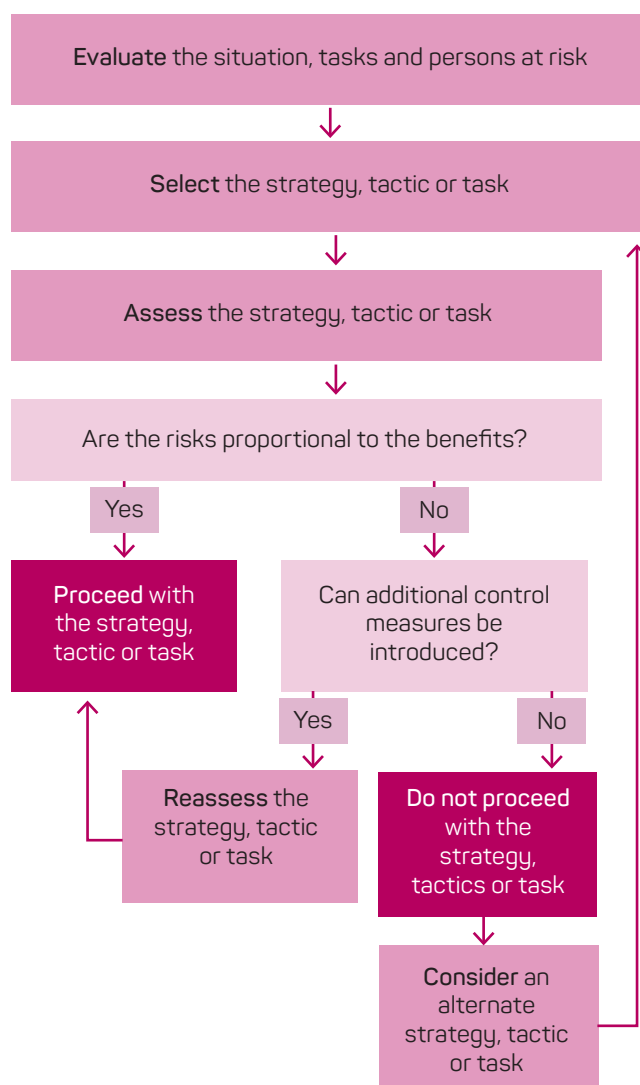 Evaluate the situation, tasks and persons at risk
Select the strategy, tactic or task
Assess the strategy, tactic or task
Are the risks proportional to the benefits?
Yes
No
Proceed with
the strategy,
tactic or task
Can additional control
measures be
introduced?
Yes
No
Reassess the
strategy, tactic
or task
Do not proceed
with the
strategy,
tactics or task
Consider an
alternate
strategy, tactic
or task